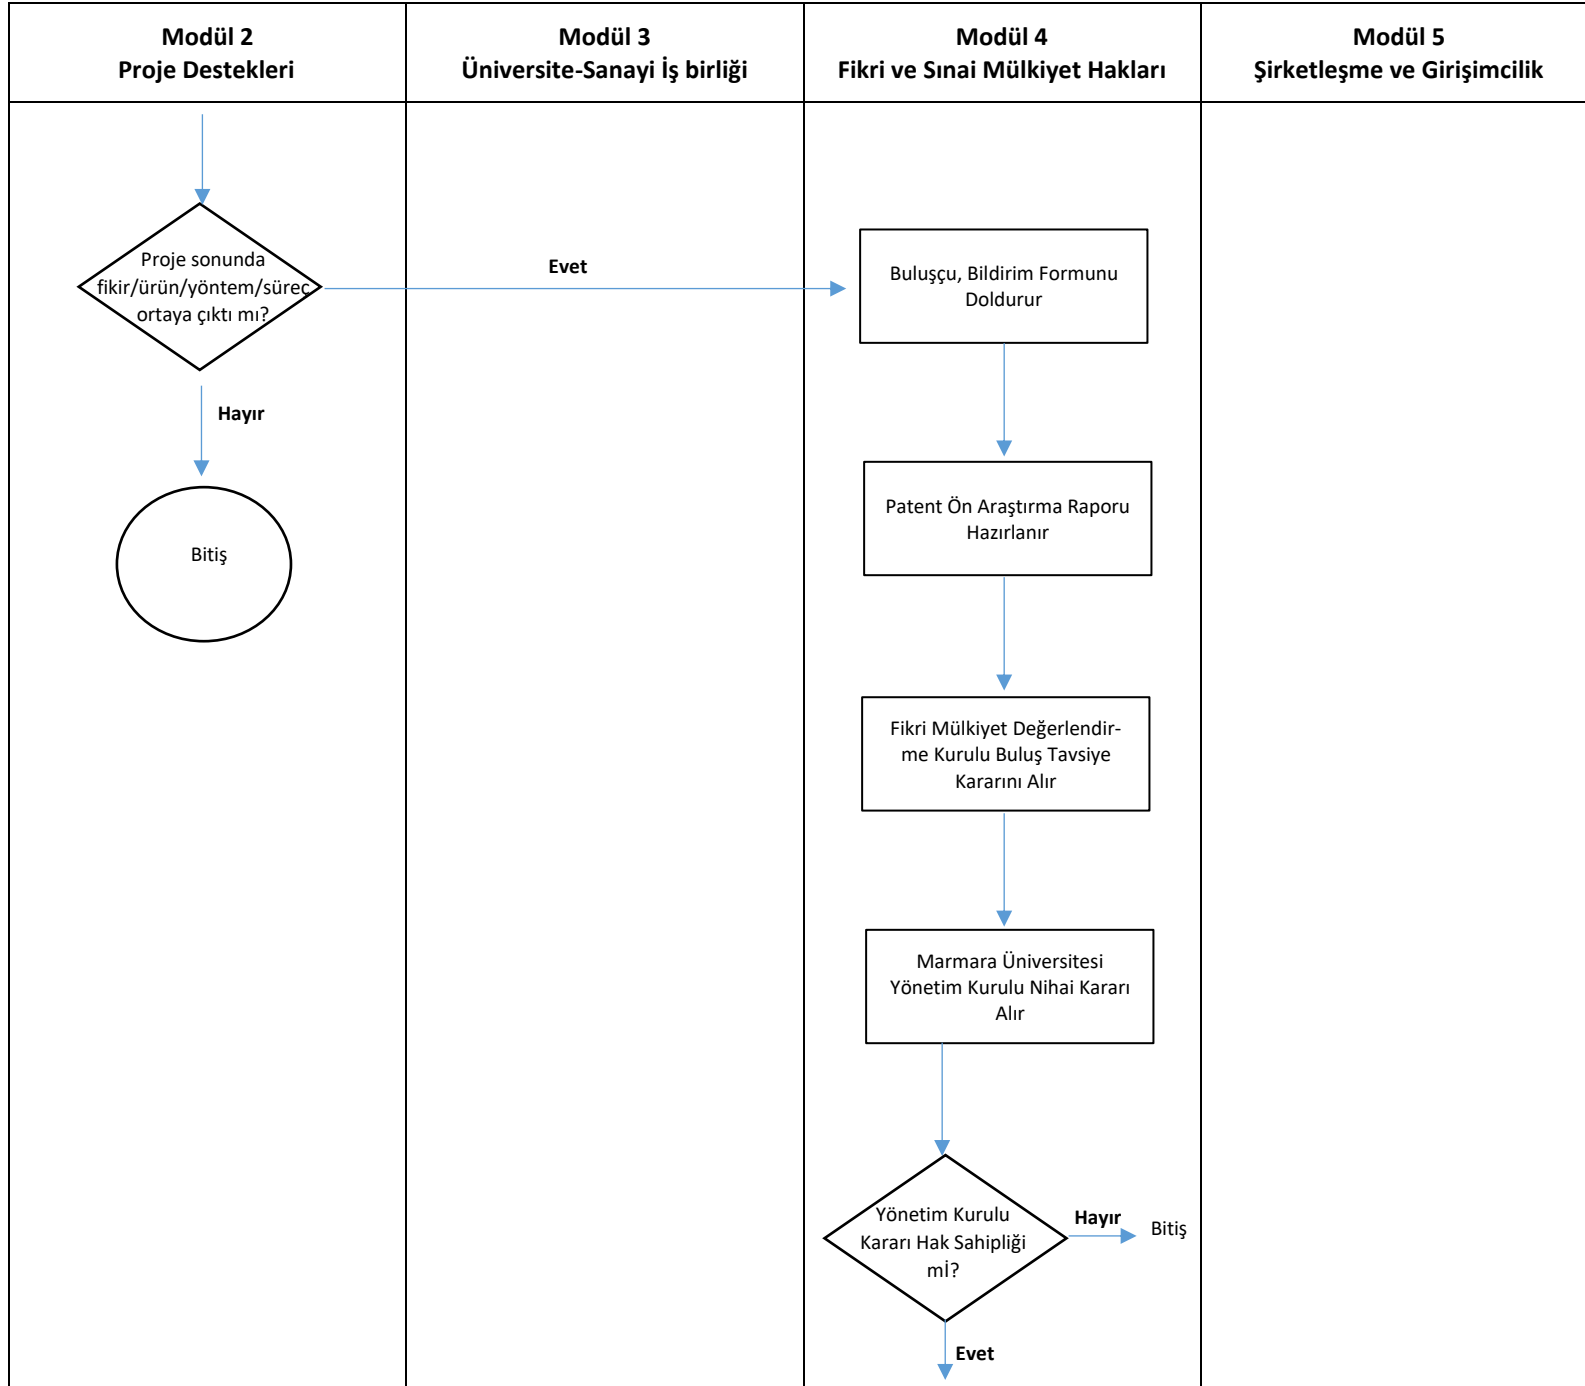 Modül 2
Proje Destekleri
Modül 3
Üniversite-Sanayi İş birliği
Modül 4
Fikri ve Sınai Mülkiyet Hakları
Modül 5
Şirketleşme ve Girişimcilik
Proje sonunda
fikir/ürün/yöntem/süreç
ortaya çıktı mı?
Evet
Buluşçu, Bildirim Formunu
Doldurur
Hayır
Bitiş
Patent Ön Araştırma Raporu
Hazırlanır
Fikri Mülkiyet Değerlendir-
me Kurulu Buluş Tavsiye
Kararını Alır
Marmara Üniversitesi
Yönetim Kurulu Nihai Kararı
Alır
Yönetim Kurulu
Kararı Hak Sahipliği
mİ?
Hayır
Bitiş
Evet